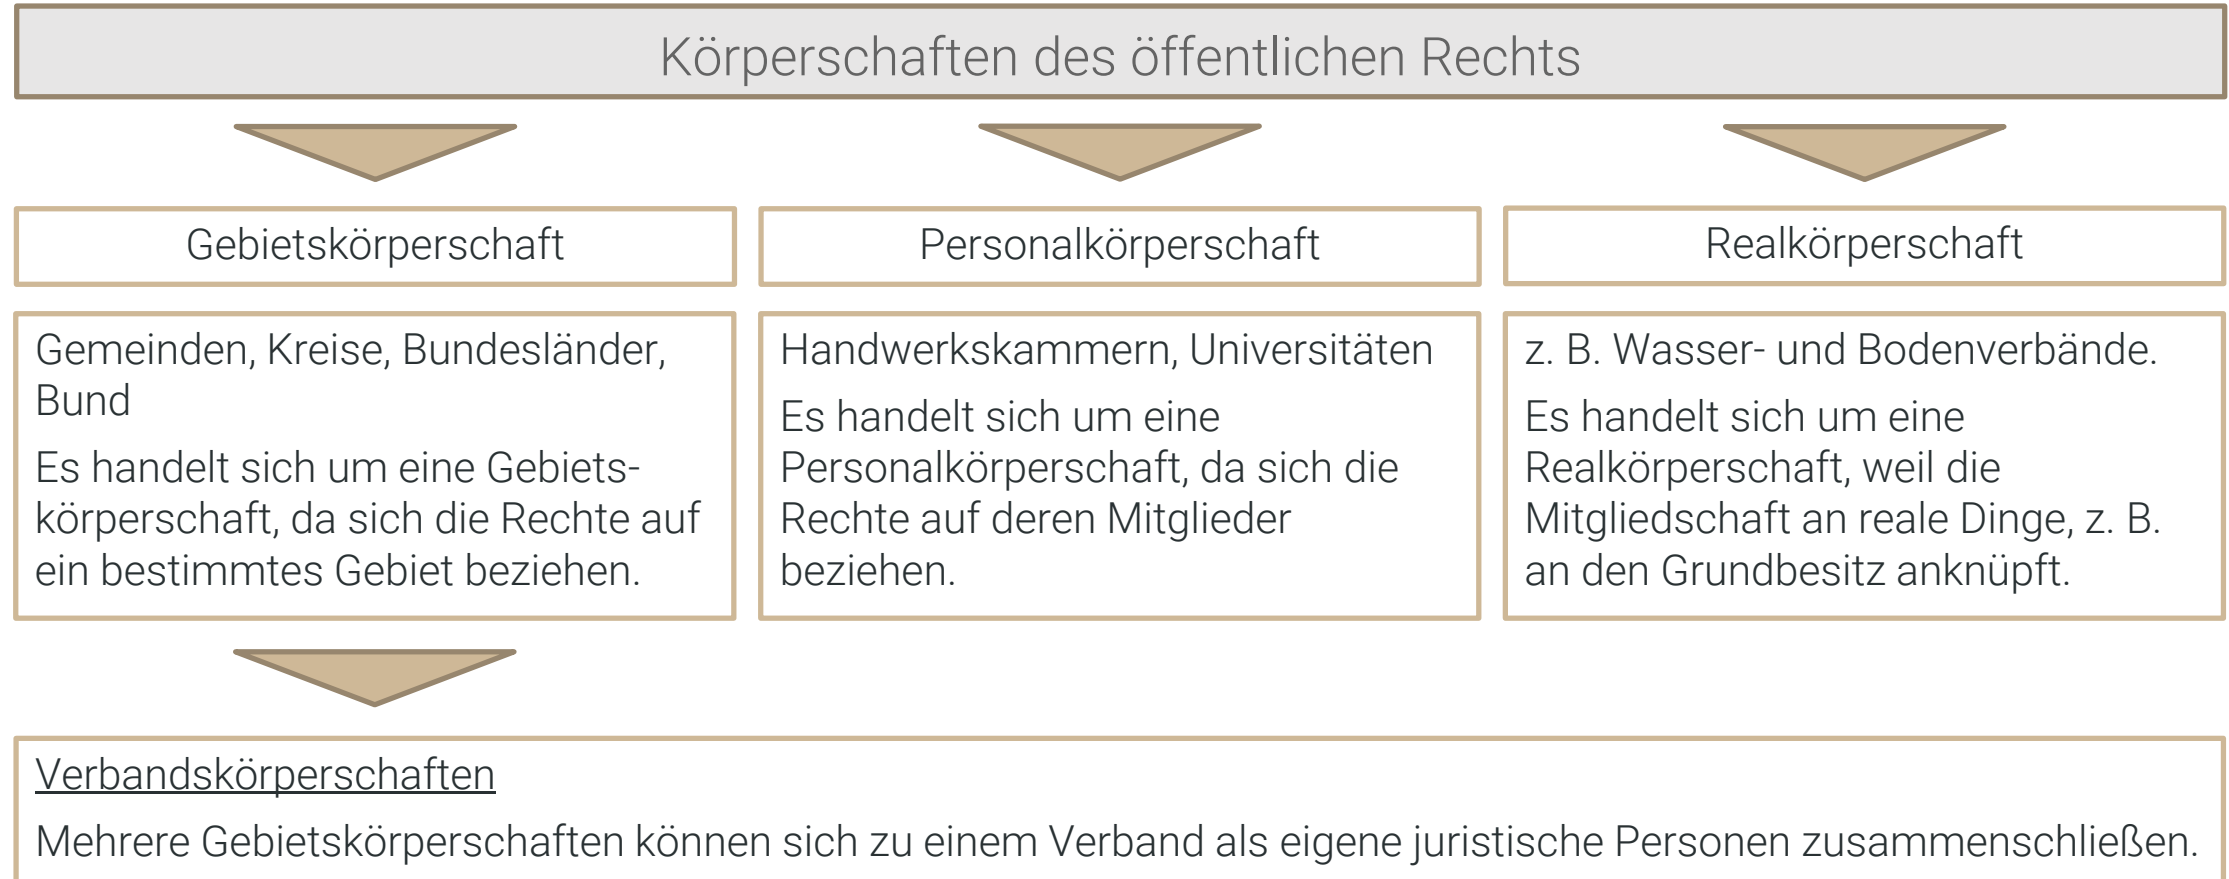 Körperschaften des öffentlichen Rechts
Gebietskörperschaft
Gemeinden, Kreise, Bundesländer,
Bund
Es handelt sich um eine Gebiets-
körperschaft, da sich die Rechte auf
ein bestimmtes Gebiet beziehen.
Personalkörperschaft
Handwerkskammern, Universitäten
Es handelt sich um eine
Personalkörperschaft, da sich die
Rechte auf deren Mitglieder
beziehen.
Realkörperschaft
z. B. Wasser- und Bodenverbände.
Es handelt sich um eine
Realkörperschaft, weil die
Mitgliedschaft an reale Dinge, z. B.
an den Grundbesitz anknüpft.
Verbandskörperschaften
Mehrere Gebietskörperschaften können sich zu einem Verband als eigene juristische Personen zusammenschließen.